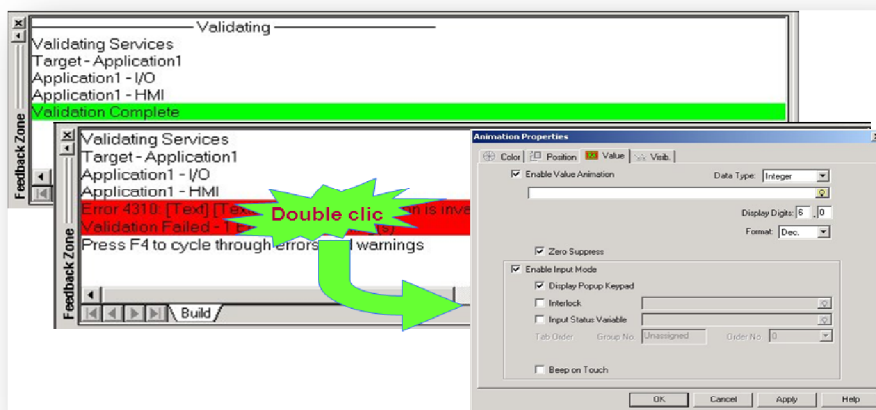 Validating
Validating Services
Target - Application1
Application1 - I/O
Application1 - HMI
Validation Complete
Feedback Zone
Validating Services
Target - Application1
Application1 - I/O
Application1 - HMI
Error 4310: [Text] [Tex on is inva
Validation Failed - 1 E (s)
Press F4 to cycle through errors warnings
Feedback Zone
Build
Double clic
Animation Properties
Color Position Value Visib.
Enable Value Animation Data Type: Integer
Display Digits: 6 . 0
Format: Dec.
Zero Suppress
Enable Input Mode
Display Popup Keypad
Interlock
Input Status Variable
Tab Order Group No Unassigned Order No 0
Beep on Touch
OK Cancel Apply Help